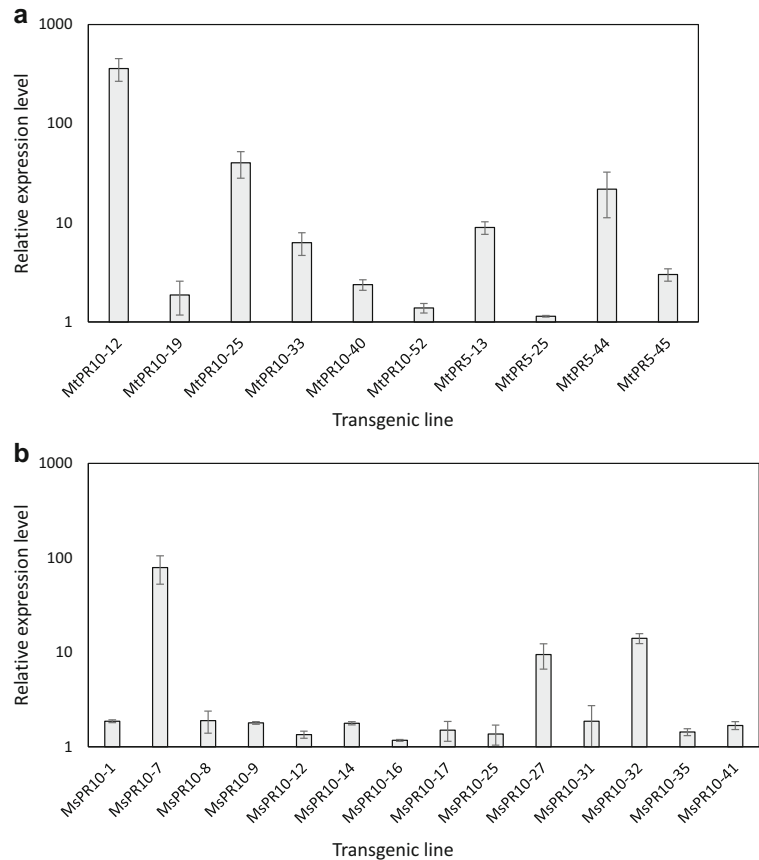 a
1000
100
10
1
Relative expression level
MtPR10-12
MtPR10-19
MtPR10-25
MtPR10-33
MtPR10-40
MtPR10-52
MtPR5-13
MtPR5-25
MtPR5-44
MtPR5-45
Transgenic line
b
1000
100
10
1
Relative expression level
MsPR10-1
MsPR10-7
MsPR10-8
MsPR10-9
MsPR10-12
MsPR10-14
MsPR10-16
MsPR10-17
MsPR10-25
MsPR10-27
MsPR10-31
MsPR10-32
MsPR10-35
MsPR10-41
Transgenic line